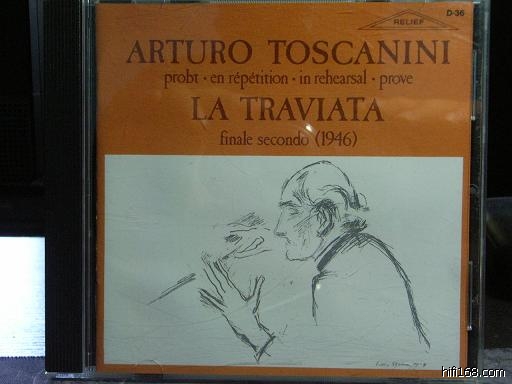 RELIEF
D-36
ARTURO TOSCANINI
probt · en répétition · in rehearsal · prove
LA TRAVIATA
finale secondo (1946)
hifi168.com